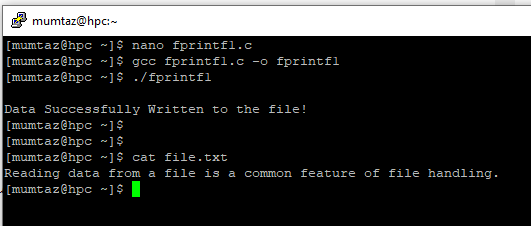 mumtaz@hpc:~
[mumtaz@hpc ~]$ nano fprintf1.c
[mumtaz@hpc ~]$ gcc fprintf1.c -o fprintf1
[mumtaz@hpc ~]$ ./fprintf1
Data Successfully Written to the file!
[mumtaz@hpc ~]$
[mumtaz@hpc ~]$
[mumtaz@hpc ~]$ cat file.txt
Reading data from a file is a common feature of file handling.
[mumtaz@hpc ~]$